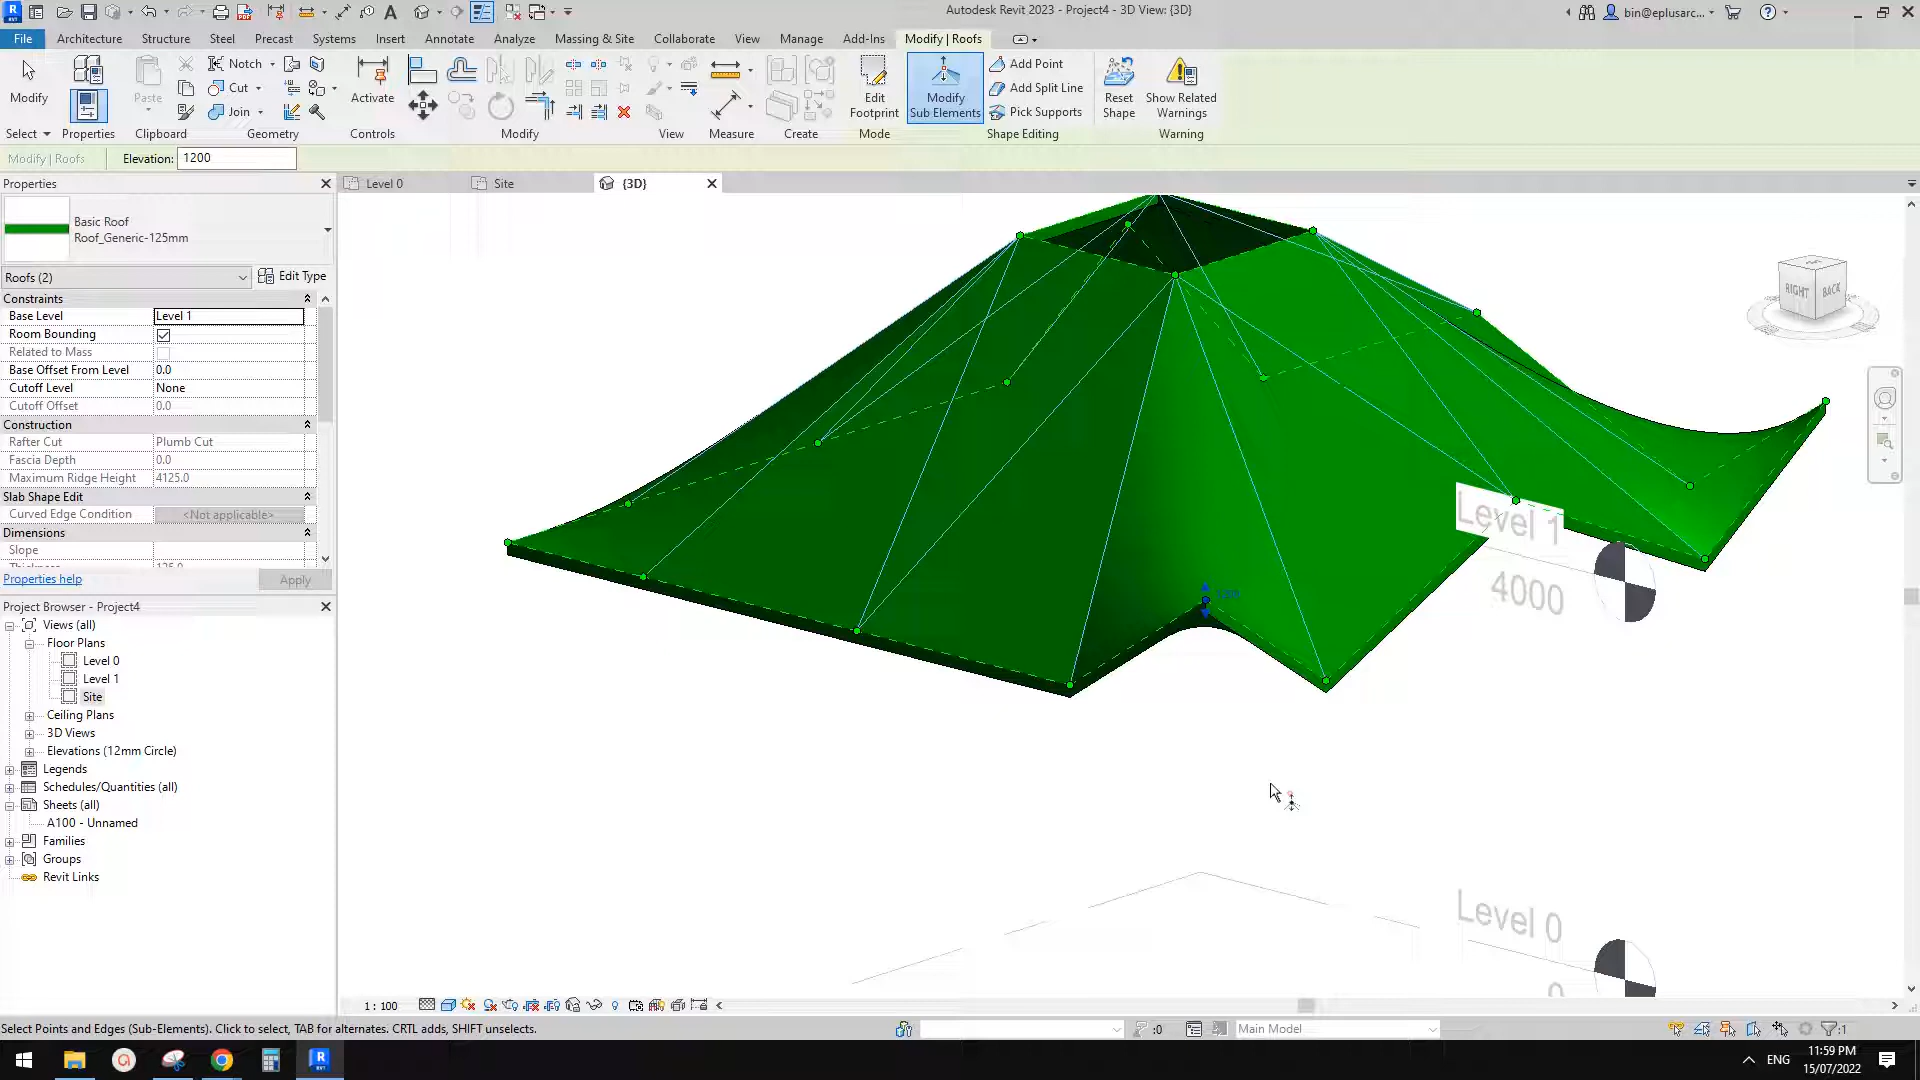 Autodesk Revit 2023 - Project4 - 3D View: {3D}
bin@eplusarc...
File Architecture Structure Steel Precast Systems Insert Annotate Analyze Massing & Site Collaborate View Manage Add-Ins Modify | Roofs
Modify
Paste
Notch
Cut
Join
Activate
Edit
Footprint
Modify
Sub Elements
Add Point
Add Split Line
Pick Supports
Reset
Shape
Show Related
Warnings
Select Properties Clipboard Geometry Controls Modify View Measure Create Mode Shape Editing Warning
Modify | Roofs Elevation: 1200
Properties
Level 0 Site {3D}
Basic Roof
Roof_Generic-125mm
Roofs (2) Edit Type
Constraints
Base Level Level 1
Room Bounding
Related to Mass
Base Offset From Level 0.0
Cutoff Level None
Cutoff Offset 0.0
Construction
Rafter Cut Plumb Cut
Fascia Depth 0.0
Maximum Ridge Height 4125.0
Slab Shape Edit
Curved Edge Condition <Not applicable>
Dimensions
Slope
Thickness 125.0
Properties help Apply
Project Browser - Project4
Views (all)
Floor Plans
Level 0
Level 1
Site
Ceiling Plans
3D Views
Elevations (12mm Circle)
Legends
Schedules/Quantities (all)
Sheets (all)
A100 - Unnamed
Families
Groups
Revit Links
RIGHT BACK
Level 1
4000
1200
Level 0
0
1 : 100
Select Points and Edges (Sub-Elements). Click to select, TAB for alternates. CRTL adds, SHIFT unselects.
:0
Main Model
:1
ENG
11:59 PM
15/07/2022